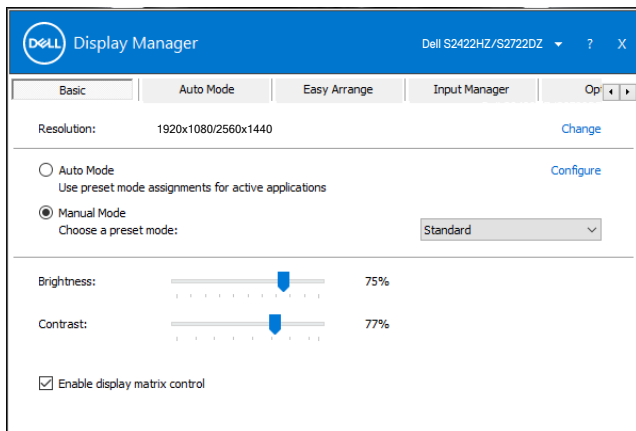 DELL Display Manager Dell S2422HZ/S2722DZ ? X
Basic Auto Mode Easy Arrange Input Manager Op
Resolution: 1920x1080/2560x1440 Change
Auto Mode Configure
Use preset mode assignments for active applications
Manual Mode
Choose a preset mode: Standard
Brightness: 75%
Contrast: 77%
Enable display matrix control